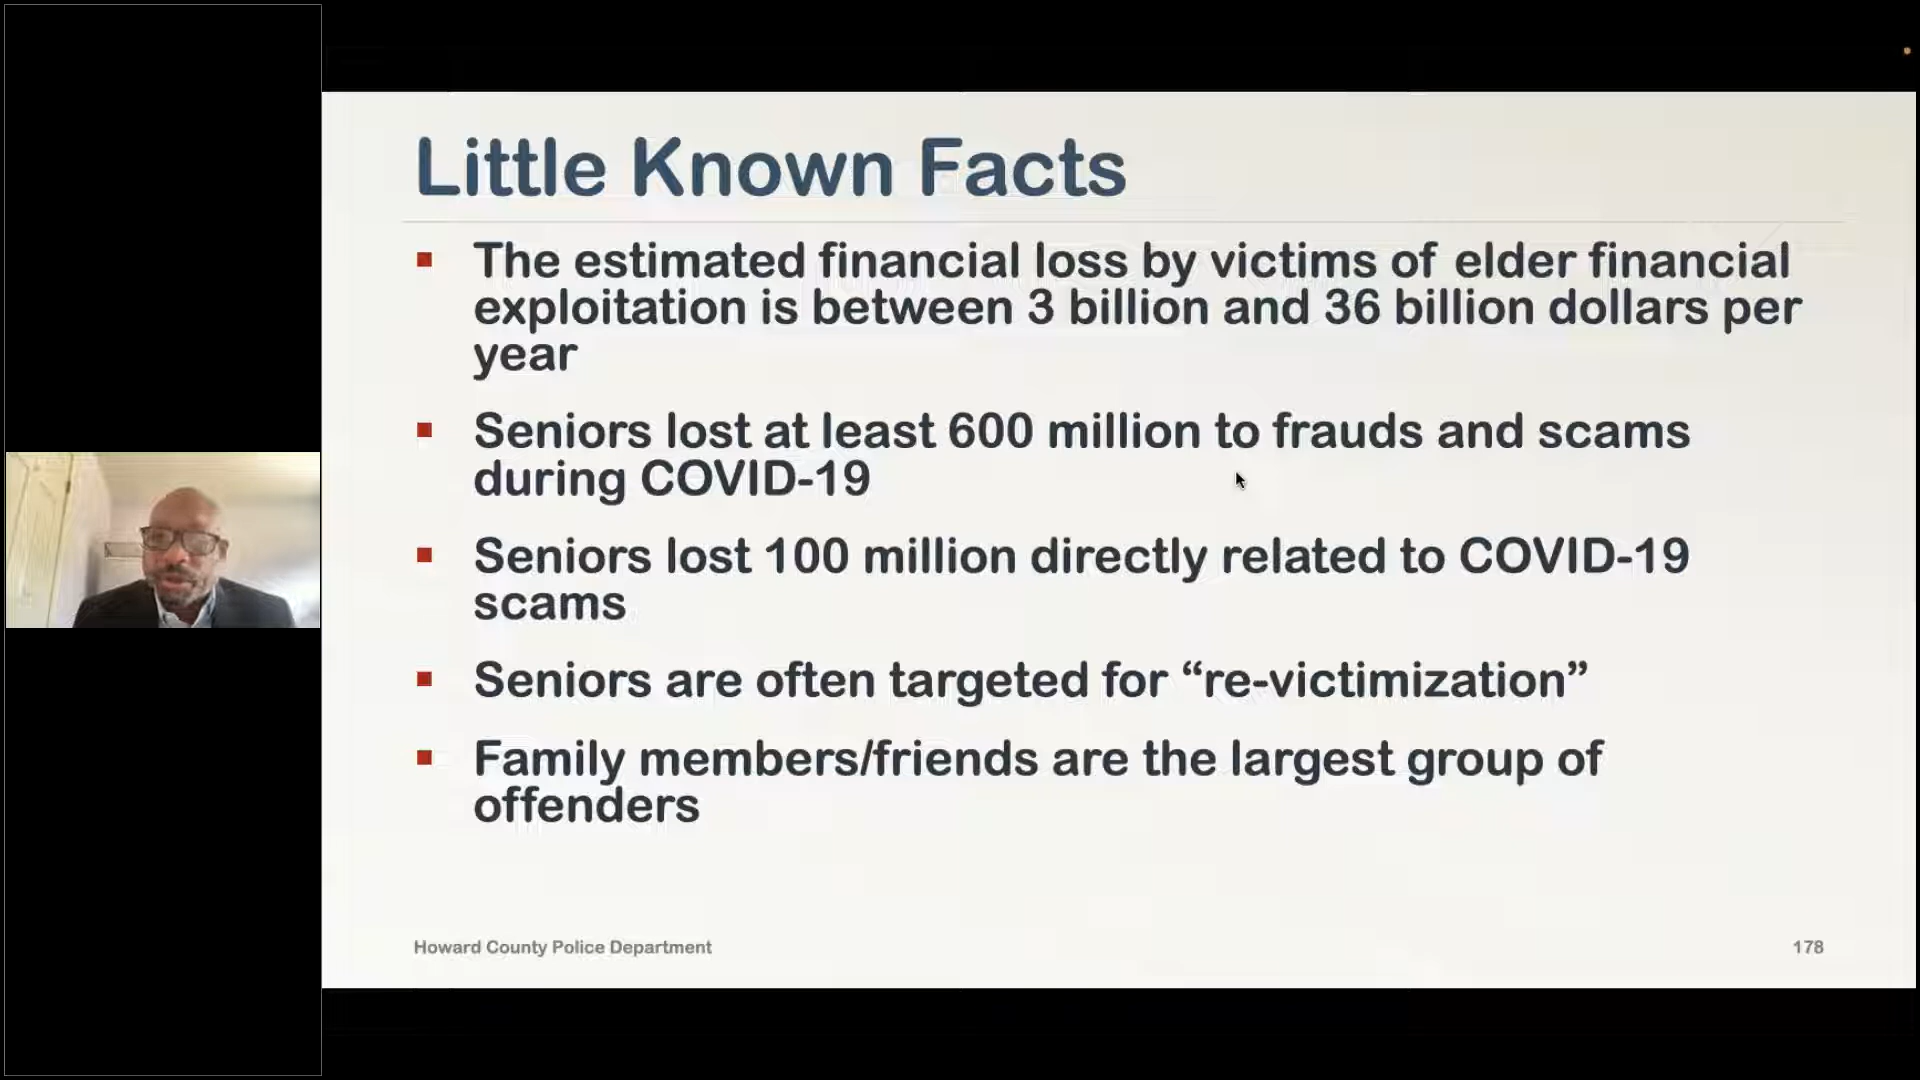 Little Known Facts
The estimated financial loss by victims of elder financial
exploitation is between 3 billion and 36 billion dollars per
year
Seniors lost at least 600 million to frauds and scams
during COVID-19
Seniors lost 100 million directly related to COVID-19
scams
Seniors are often targeted for “re-victimization”
Family members/friends are the largest group of
offenders
Howard County Police Department
178